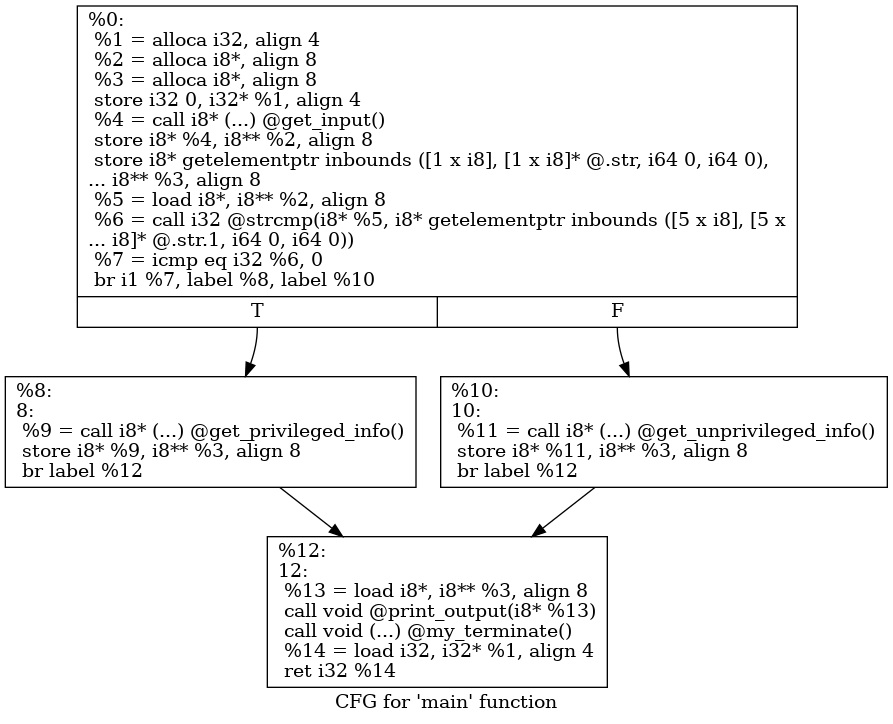 %0:
%1 = alloca i32, align 4
%2 = alloca i8*, align 8
%3 = alloca i8*, align 8
store i32 0, i32* %1, align 4
%4 = call i8* (...) @get_input()
store i8* %4, i8** %2, align 8
store i8* getelementptr inbounds ([1 x i8], [1 x i8]* @.str, i64 0, i64 0),
... i8** %3, align 8
%5 = load i8*, i8** %2, align 8
%6 = call i32 @strcmp(i8* %5, i8* getelementptr inbounds ([5 x i8], [5 x
... i8]* @.str.1, i64 0, i64 0))
%7 = icmp eq i32 %6, 0
br i1 %7, label %8, label %10
T
F
%8:
8:
%9 = call i8* (...) @get_privileged_info()
store i8* %9, i8** %3, align 8
br label %12
%10:
10:
%11 = call i8* (...) @get_unprivileged_info()
store i8* %11, i8** %3, align 8
br label %12
%12:
12:
%13 = load i8*, i8** %3, align 8
call void @print_output(i8* %13)
call void (...) @my_terminate()
%14 = load i32, i32* %1, align 4
ret i32 %14
CFG for 'main' function